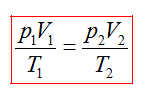 p₁V₁/T₁ = p₂V₂/T₂